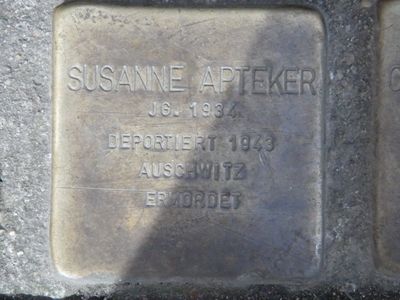 SUSANNE APTEKER
JG. 1934
DEPORTIERT 1943
AUSCHWITZ
ERMORDET